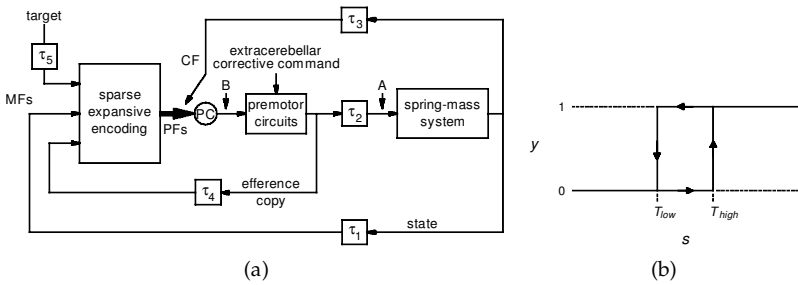 target
τ5
MFs
sparse
expansive
encoding
PFs
CF
PC
B
extracerebellar
corrective command
premotor
circuits
τ3
τ2
A
spring-mass
system
τ4
efference
copy
τ1
state
(a)
y
1
0
Tlow
Thigh
s
(b)